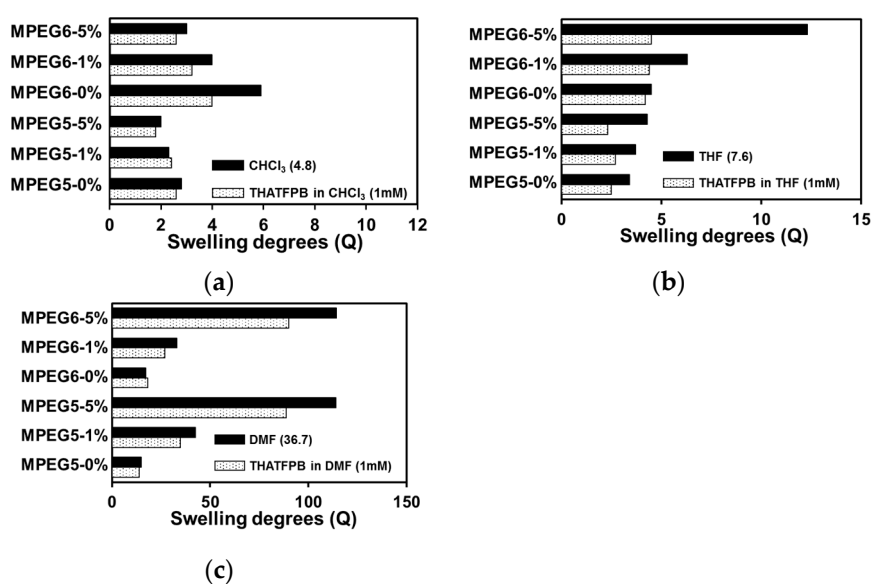 MPEG6-5%
MPEG6-1%
MPEG6-0%
MPEG5-5%
MPEG5-1%
MPEG5-0%
CHCl₃ (4.8)
THATFPB in CHCl₃ (1mM)
0 2 4 6 8 10 12
Swelling degrees (Q)
(a)
MPEG6-5%
MPEG6-1%
MPEG6-0%
MPEG5-5%
MPEG5-1%
MPEG5-0%
THF (7.6)
THATFPB in THF (1mM)
0 5 10 15
Swelling degrees (Q)
(b)
MPEG6-5%
MPEG6-1%
MPEG6-0%
MPEG5-5%
MPEG5-1%
MPEG5-0%
DMF (36.7)
THATFPB in DMF (1mM)
0 50 100 150
Swelling degrees (Q)
(c)